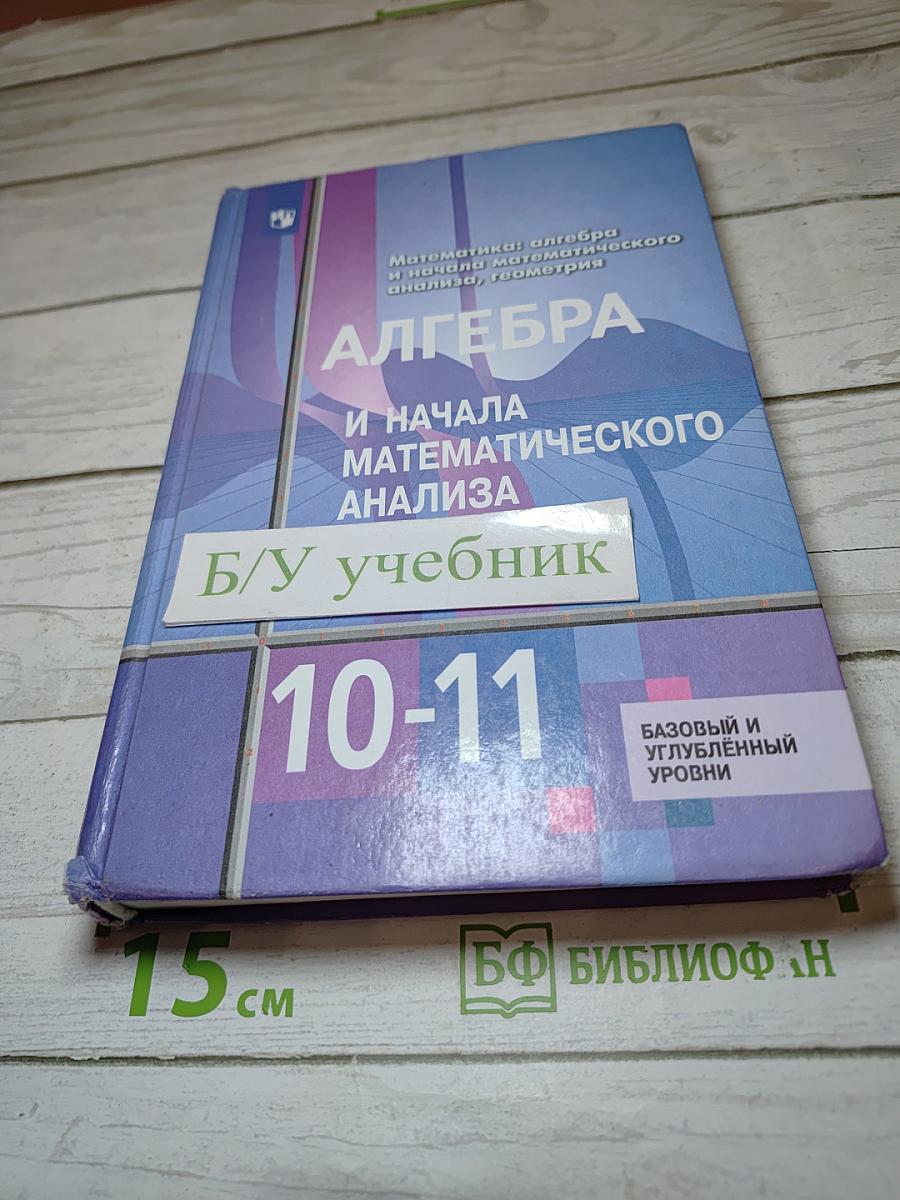 Математика: алгебра
и начала математического
анализа, геометрия
АЛГЕБРА
И НАЧАЛА
МАТЕМАТИЧЕСКОГО
АНАЛИЗА
Б/У учебник
10-11
БАЗОВЫЙ И
УГЛУБЛЁННЫЙ
УРОВНИ
15 см
БФ БИБЛИОФ